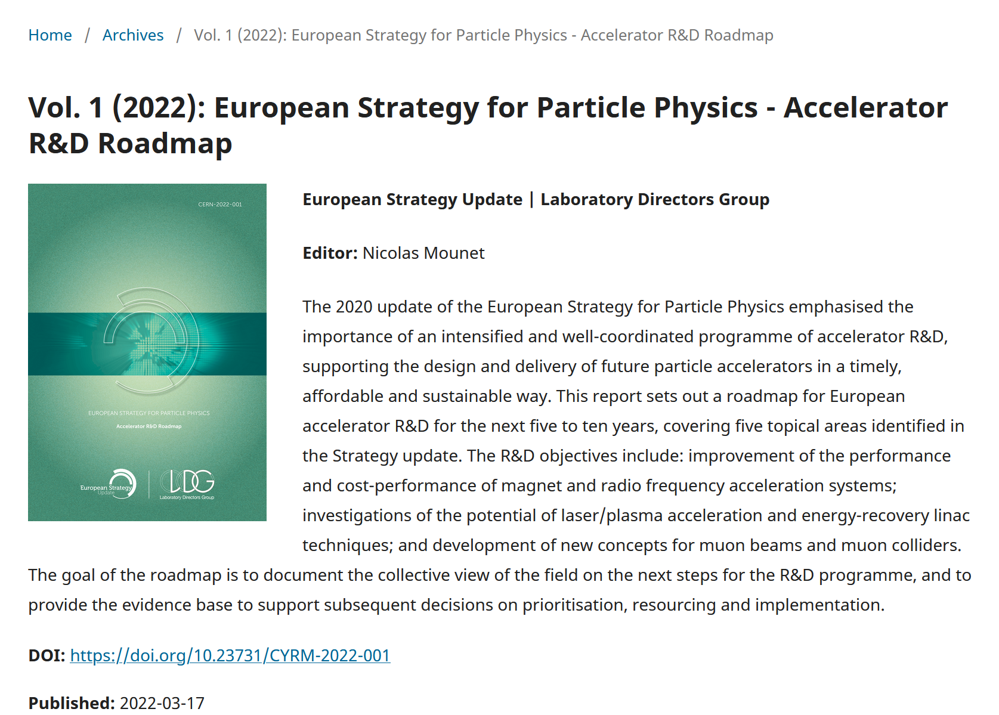 Home / Archives / Vol. 1 (2022): European Strategy for Particle Physics - Accelerator R&D Roadmap
Vol. 1 (2022): European Strategy for Particle Physics - Accelerator
R&D Roadmap
CERN-2022-001
EUROPEAN STRATEGY FOR PARTICLE PHYSICS
Accelerator R&D Roadmap
European Strategy
Update
LDG
Laboratory Directors Group
European Strategy Update | Laboratory Directors Group
Editor: Nicolas Mounet
The 2020 update of the European Strategy for Particle Physics emphasised the
importance of an intensified and well-coordinated programme of accelerator R&D,
supporting the design and delivery of future particle accelerators in a timely,
affordable and sustainable way. This report sets out a roadmap for European
accelerator R&D for the next five to ten years, covering five topical areas identified in
the Strategy update. The R&D objectives include: improvement of the performance
and cost-performance of magnet and radio frequency acceleration systems;
investigations of the potential of laser/plasma acceleration and energy-recovery linac
techniques; and development of new concepts for muon beams and muon colliders.
The goal of the roadmap is to document the collective view of the field on the next steps for the R&D programme, and to
provide the evidence base to support subsequent decisions on prioritisation, resourcing and implementation.
DOI: https://doi.org/10.23731/CYRM-2022-001
Published: 2022-03-17